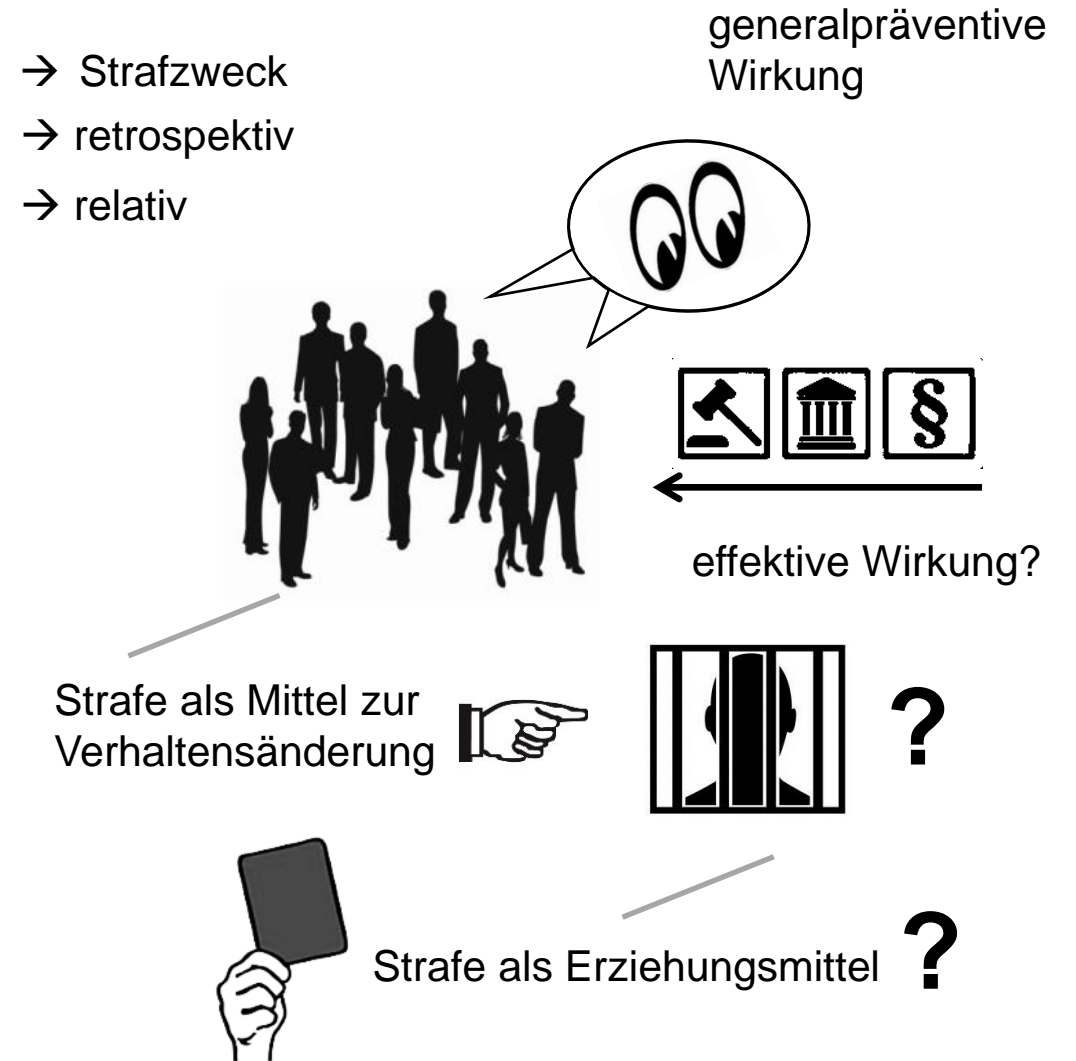 generalpräventive
Wirkung
→ Strafzweck
→ retrospektiv
→ relativ
§
effektive Wirkung?
Strafe als Mittel zur
Verhaltensänderung
?
Strafe als Erziehungsmittel ?